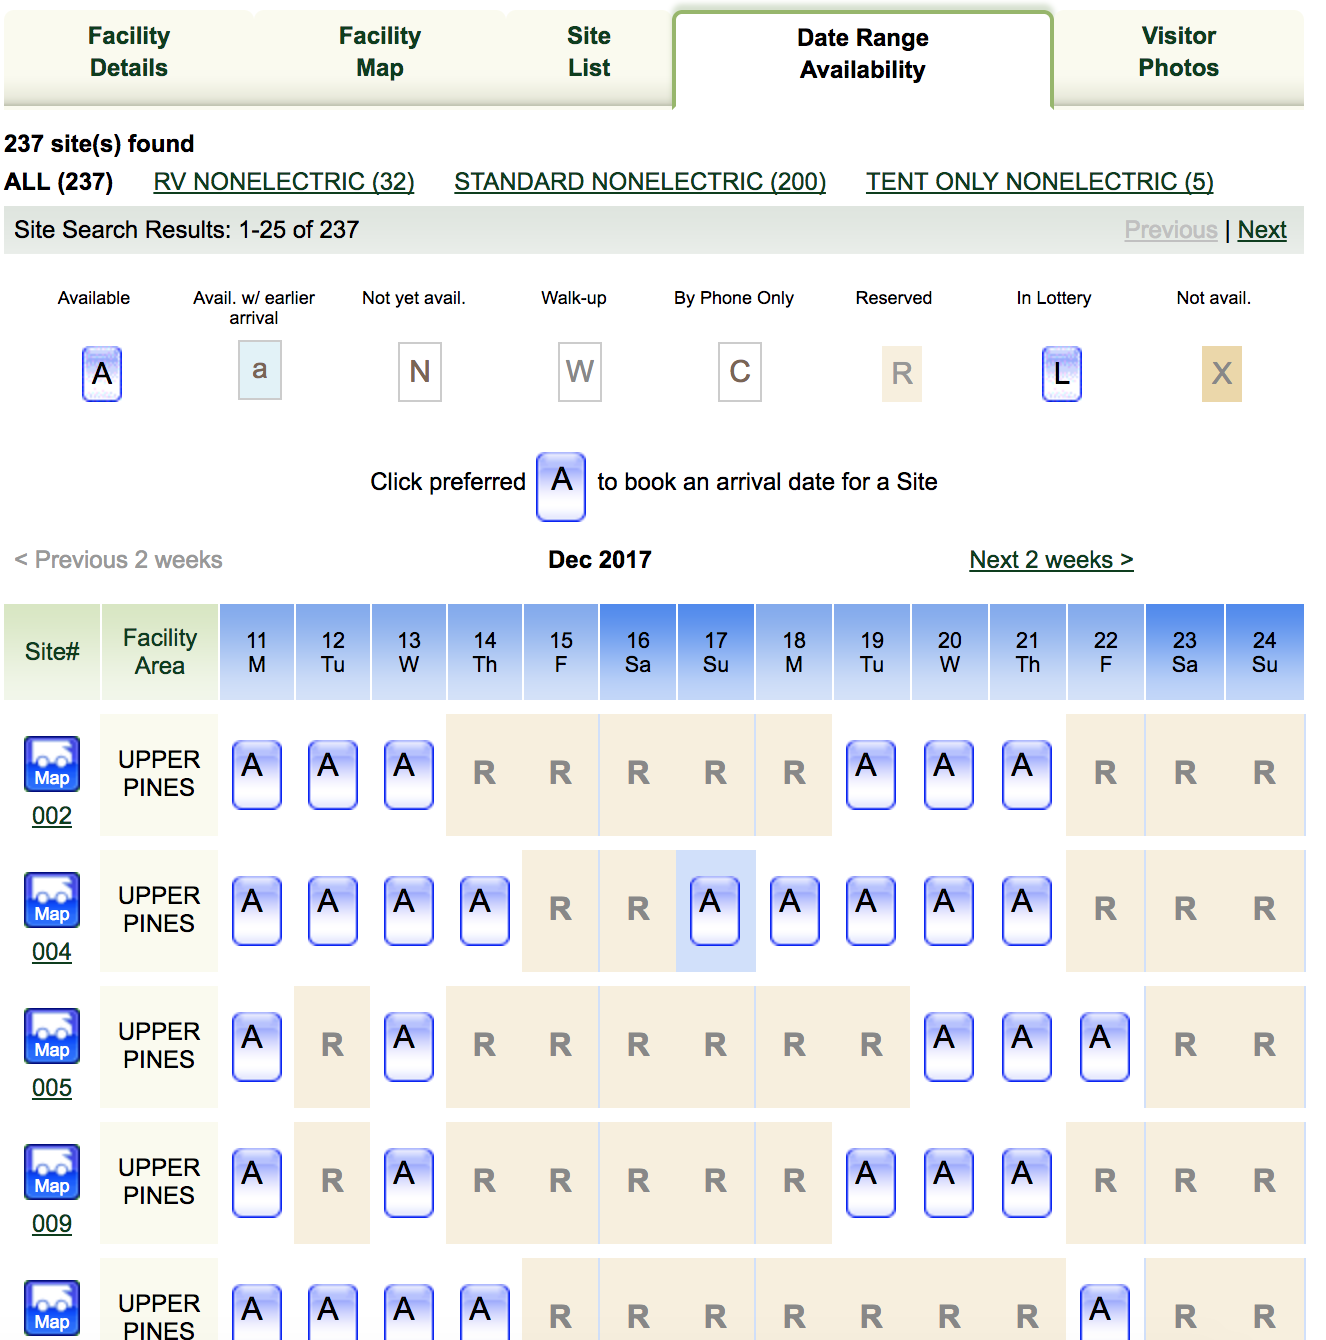 Facility Details
Facility Map
Site List
Date Range Availability
Visitor Photos
237 site(s) found
ALL (237) RV NONELECTRIC (32) STANDARD NONELECTRIC (200) TENT ONLY NONELECTRIC (5)
Site Search Results: 1-25 of 237 Previous | Next
Available
Avail. w/ earlier arrival
Not yet avail.
Walk-up
By Phone Only
Reserved
In Lottery
Not avail.
A a N W C R L X
Click preferred A to book an arrival date for a Site
< Previous 2 weeks Dec 2017 Next 2 weeks >
Site# Facility Area 11 M 12 Tu 13 W 14 Th 15 F 16 Sa 17 Su 18 M 19 Tu 20 W 21 Th 22 F 23 Sa 24 Su
Map 002 UPPER PINES A A A R R R R R A A A R R R
Map 004 UPPER PINES A A A A R R A A A A A R R R
Map 005 UPPER PINES A R A R R R R R R A A A R R
Map 009 UPPER PINES A R A R R R R R A A A R R R
Map UPPER PINES A A A A R R R R R R R A R R